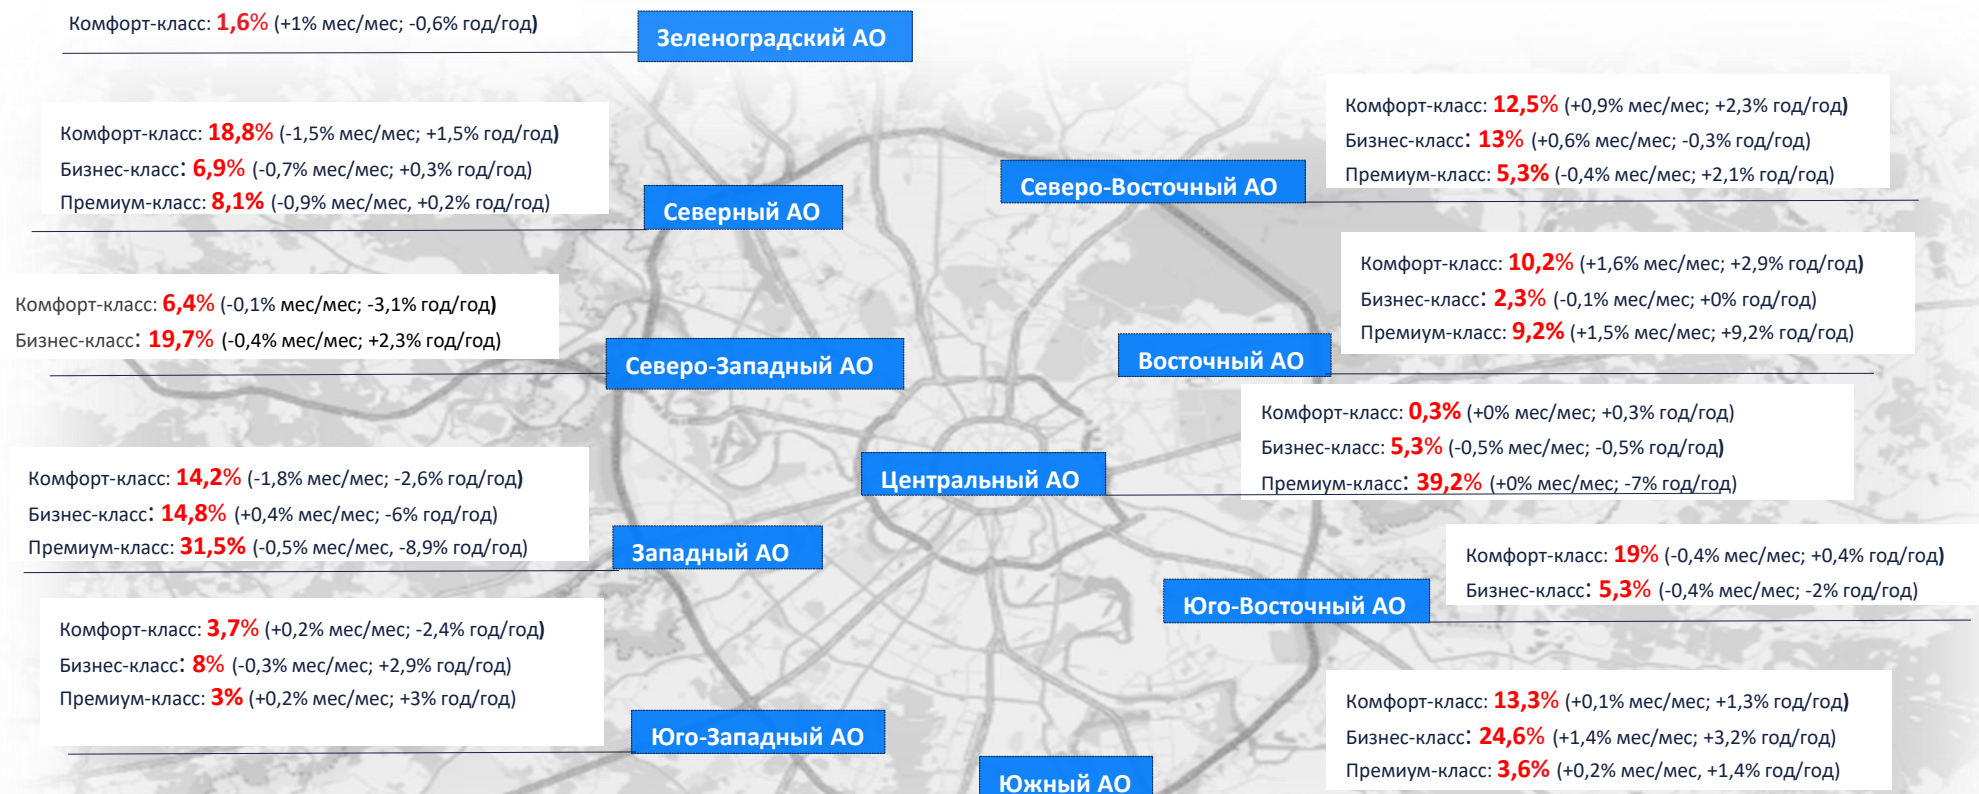 Комфорт-класс: 1,6% (+1% мес/мес; -0,6% год/год)
Зеленоградский АО
Комфорт-класс: 18,8% (-1,5% мес/мес; +1,5% год/год)
Бизнес-класс: 6,9% (-0,7% мес/мес; +0,3% год/год)
Премиум-класс: 8,1% (-0,9% мес/мес, +0,2% год/год)
Северный АО
Комфорт-класс: 12,5% (+0,9% мес/мес; +2,3% год/год)
Бизнес-класс: 13% (+0,6% мес/мес; -0,3% год/год)
Премиум-класс: 5,3% (-0,4% мес/мес; +2,1% год/год)
Северо-Восточный АО
Комфорт-класс: 6,4% (-0,1% мес/мес; -3,1% год/год)
Бизнес-класс: 19,7% (-0,4% мес/мес; +2,3% год/год)
Северо-Западный АО
Комфорт-класс: 10,2% (+1,6% мес/мес; +2,9% год/год)
Бизнес-класс: 2,3% (-0,1% мес/мес; +0% год/год)
Премиум-класс: 9,2% (+1,5% мес/мес; +9,2% год/год)
Восточный АО
Комфорт-класс: 0,3% (+0% мес/мес; +0,3% год/год)
Бизнес-класс: 5,3% (-0,5% мес/мес; -0,5% год/год)
Премиум-класс: 39,2% (+0% мес/мес; -7% год/год)
Центральный АО
Комфорт-класс: 14,2% (-1,8% мес/мес; -2,6% год/год)
Бизнес-класс: 14,8% (+0,4% мес/мес; -6% год/год)
Премиум-класс: 31,5% (-0,5% мес/мес, -8,9% год/год)
Западный АО
Комфорт-класс: 19% (-0,4% мес/мес; +0,4% год/год)
Бизнес-класс: 5,3% (-0,4% мес/мес; -2% год/год)
Юго-Восточный АО
Комфорт-класс: 3,7% (+0,2% мес/мес; -2,4% год/год)
Бизнес-класс: 8% (-0,3% мес/мес; +2,9% год/год)
Премиум-класс: 3% (+0,2% мес/мес; +3% год/год)
Юго-Западный АО
Комфорт-класс: 13,3% (+0,1% мес/мес; +1,3% год/год)
Бизнес-класс: 24,6% (+1,4% мес/мес; +3,2% год/год)
Премиум-класс: 3,6% (+0,2% мес/мес, +1,4% год/год)
Южный АО